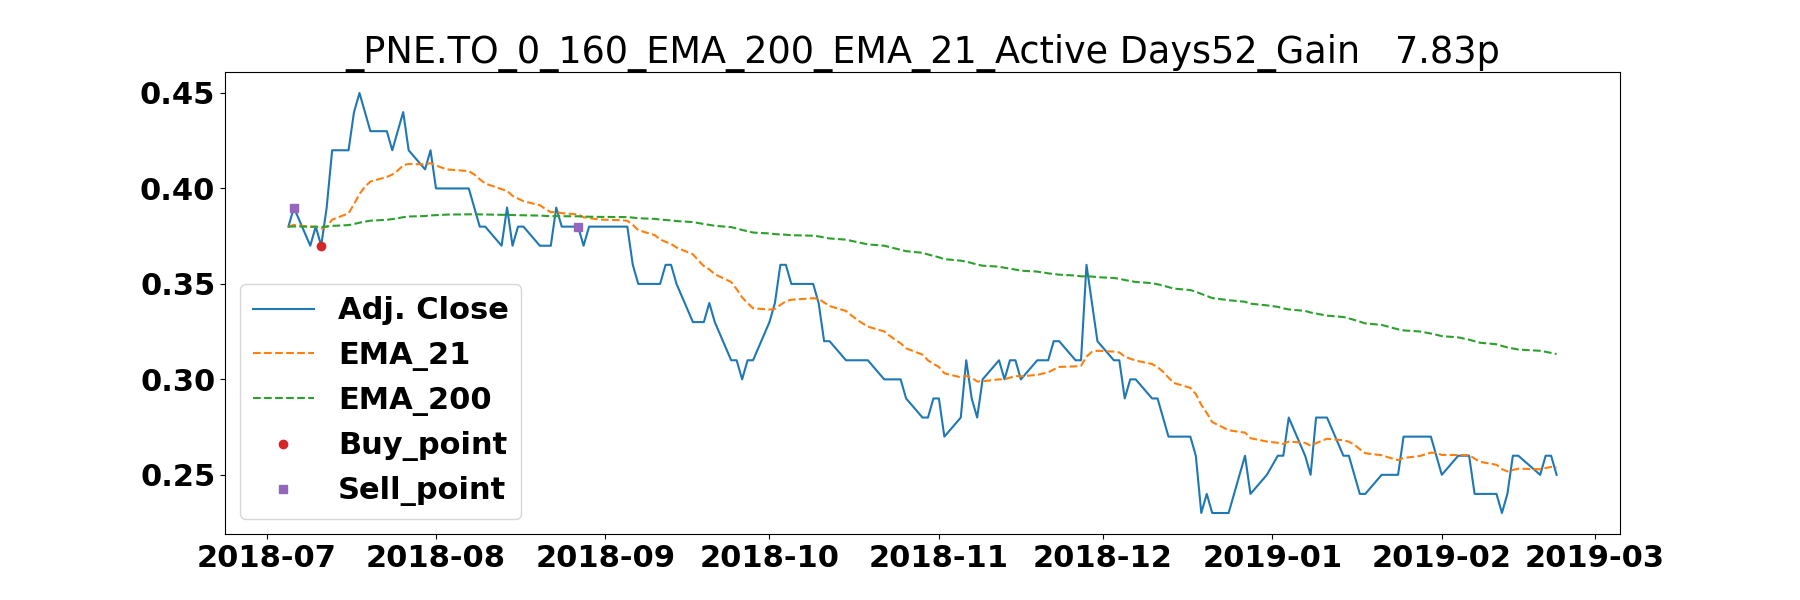 _PNE.TO_0_160_EMA_200_EMA_21_Active Days52_Gain   7.83p
0.45
0.40
0.35
0.30
0.25
Adj. Close
EMA_21
EMA_200
Buy_point
Sell_point
2018-07 2018-08 2018-09 2018-10 2018-11 2018-12 2019-01 2019-02 2019-03